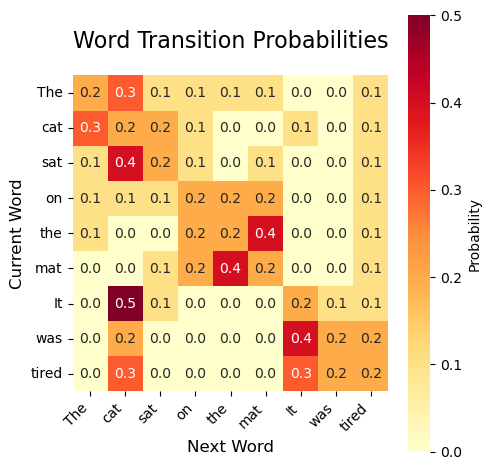 Word Transition Probabilities
The 0.2 0.3 0.1 0.1 0.1 0.1 0.0 0.0 0.1
cat 0.3 0.2 0.2 0.1 0.0 0.0 0.1 0.0 0.1
sat 0.1 0.4 0.2 0.1 0.0 0.1 0.0 0.0 0.1
on 0.1 0.1 0.1 0.2 0.2 0.2 0.0 0.0 0.1
the 0.1 0.0 0.0 0.2 0.2 0.4 0.0 0.0 0.1
mat 0.0 0.0 0.1 0.2 0.4 0.2 0.0 0.0 0.1
It 0.0 0.5 0.1 0.0 0.0 0.0 0.2 0.1 0.1
was 0.0 0.2 0.0 0.0 0.0 0.0 0.4 0.2 0.2
tired 0.0 0.3 0.0 0.0 0.0 0.0 0.3 0.2 0.2
The cat sat on the mat It was tired
Next Word
Current Word
0.5
0.4
0.3
0.2
0.1
0.0
Probability